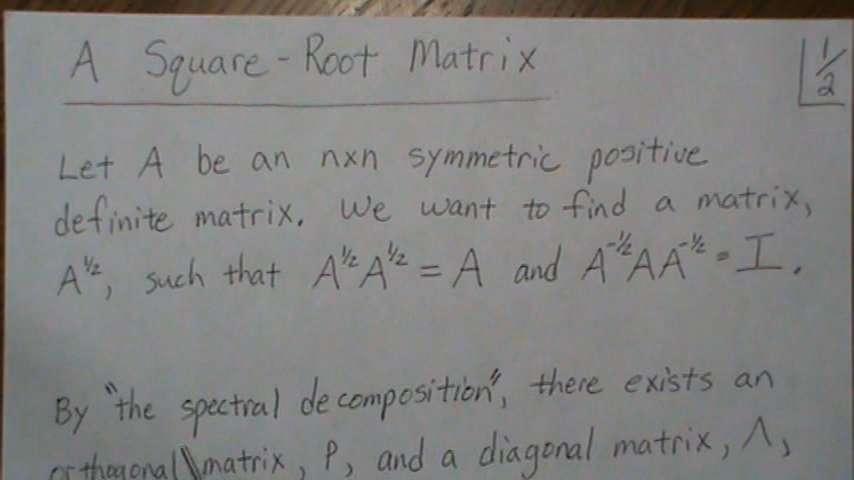 A Square-Root Matrix
1/2
Let A be an nxn symmetric positive
definite matrix. We want to find a matrix,
A^½, such that A^½A^½ = A and A^-½AA^-½ = I.
By "the spectral decomposition", there exists an
orthogonal matrix, P, and a diagonal matrix, Λ,